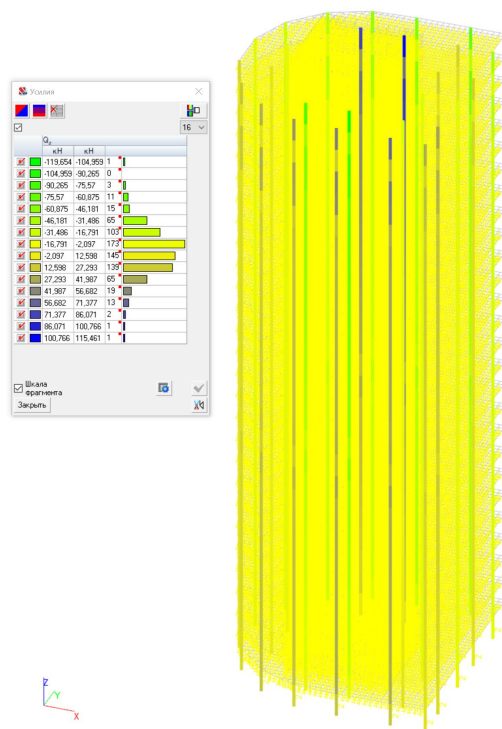 Усилия
16
Qz
кН кН
-119,654 -104,959 1
-104,959 -90,265 0
-90,265 -75,57 3
-75,57 -60,875 11
-60,875 -46,181 15
-46,181 -31,486 65
-31,486 -16,791 103
-16,791 -2,097 173
-2,097 12,598 145
12,598 27,293 139
27,293 41,987 65
41,987 56,682 19
56,682 71,377 13
71,377 86,071 2
86,071 100,766 1
100,766 115,461 1
Шкала
фрагмента
Закрыть
Z
Y
X